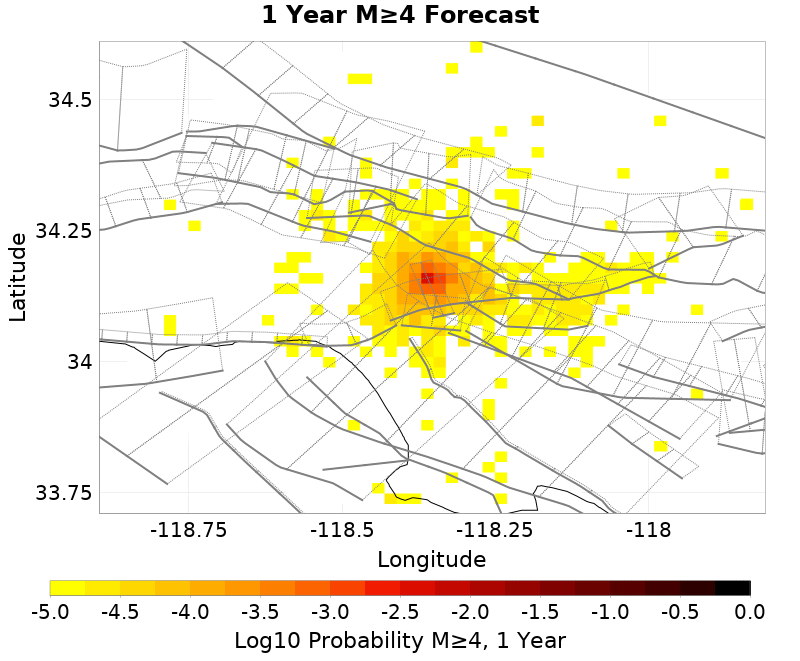 1 Year M≥4 Forecast
34.5
34.25
34
33.75
Latitude
-118.75 -118.5 -118.25 -118
Longitude
-5.0 -4.5 -4.0 -3.5 -3.0 -2.5 -2.0 -1.5 -1.0 -0.5 0.0
Log10 Probability M≥4, 1 Year